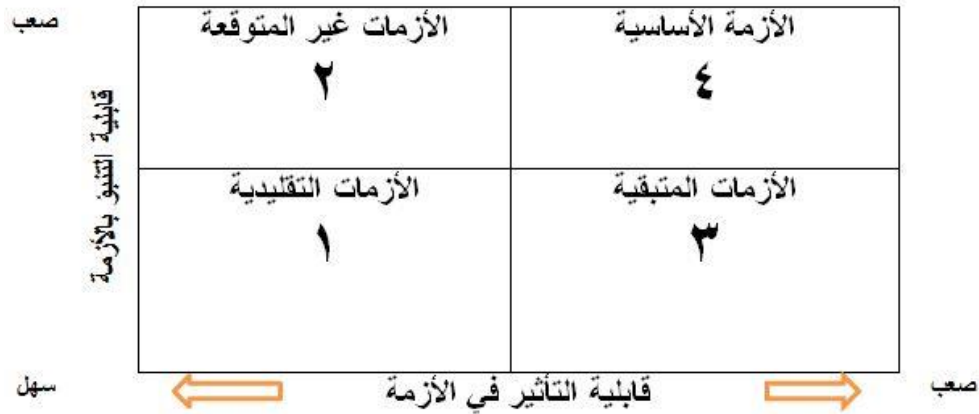 صعب
الأزمة الأساسية
٤
الأزمات غير المتوقعة
٢
قابلية التنبؤ بالأزمة
الأزمات المتبقية
٣
الأزمات التقليدية
١
صعب
قابلية التأثير في الأزمة
سهل